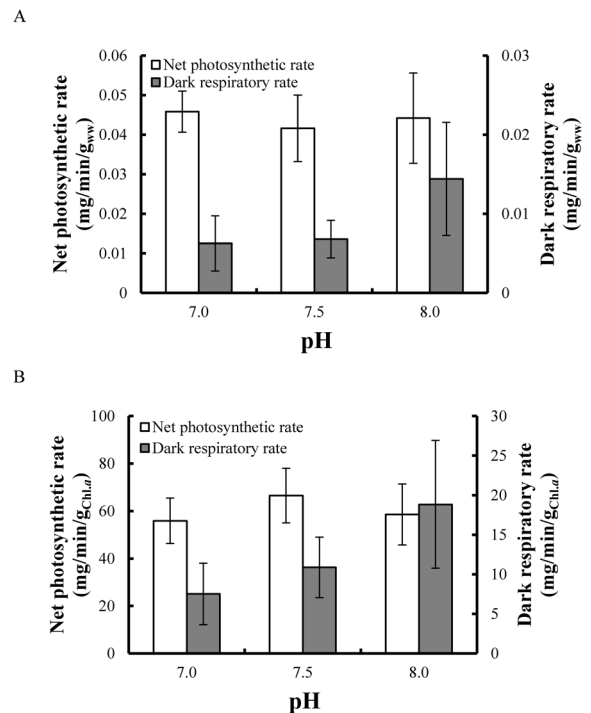 A
Net photosynthetic rate
(mg/min/gww)
0.06
0.05
0.04
0.03
0.02
0.01
0
Net photosynthetic rate
Dark respiratory rate
0.03
0.02
0.01
0
Dark respiratory rate
(mg/min/gww)
7.0 7.5 8.0
pH
B
Net photosynthetic rate
(mg/min/gChl.a)
100
80
60
40
20
0
Net photosynthetic rate
Dark respiratory rate
30
25
20
15
10
5
0
Dark respiratory rate
(mg/min/gChl.a)
7.0 7.5 8.0
pH